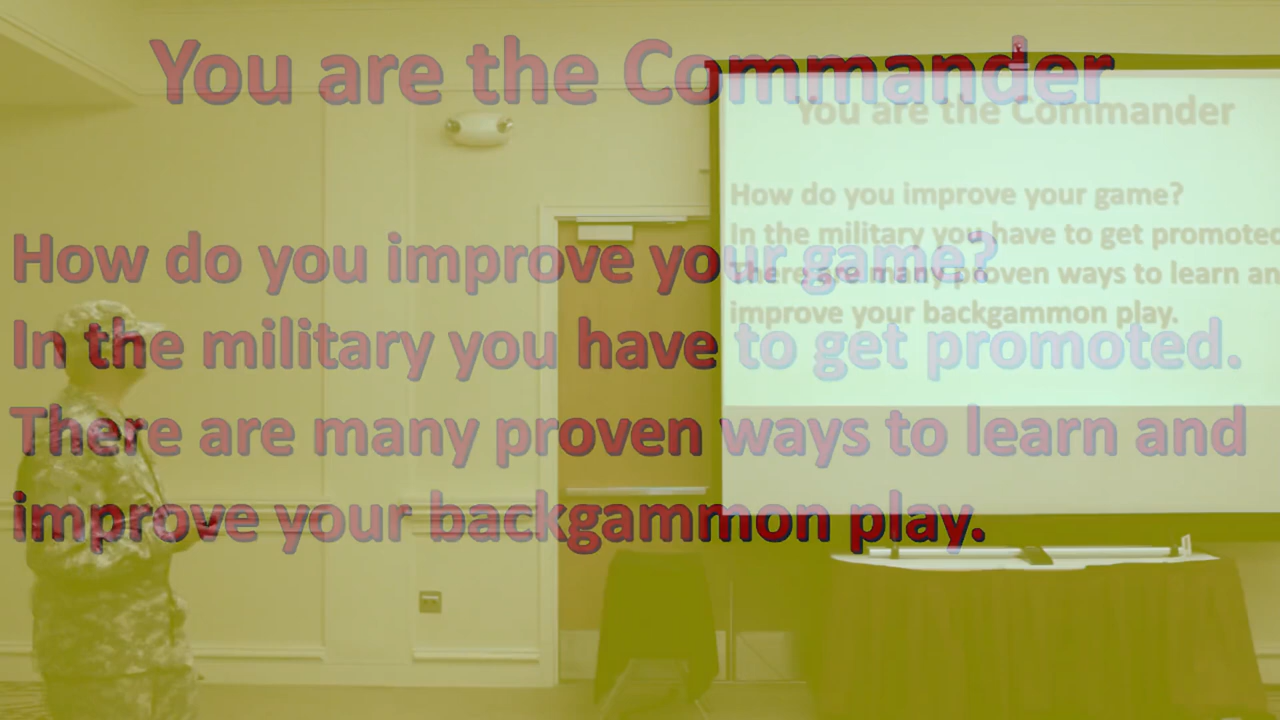 You are the Commander
How do you improve your game?
In the military you have to get promoted.
There are many proven ways to learn and
improve your backgammon play.
You are the Commander
How do you improve your game?
In the military you have to get promoted
There are many proven ways to learn an
improve your backgammon play.